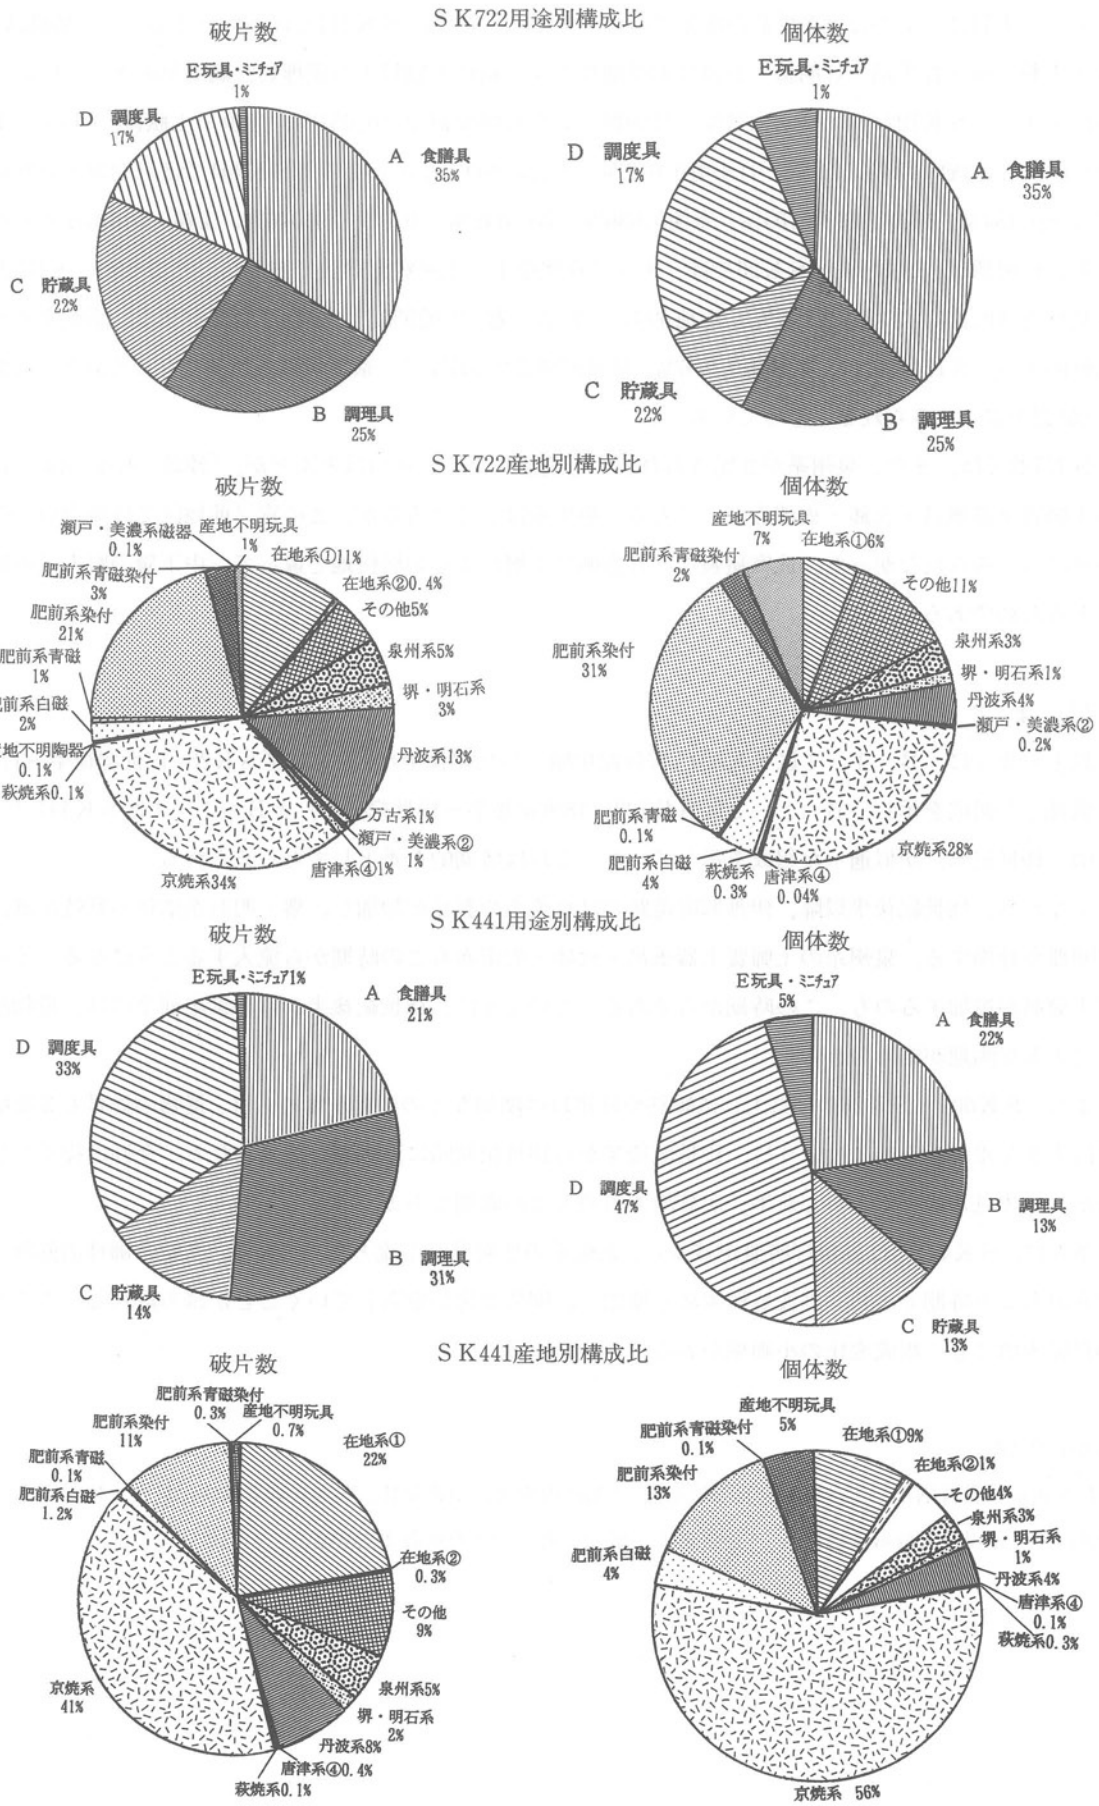 ＳＫ722用途別構成比
破片数
E玩具・ﾐﾆﾁｭｱ
1%
D　調度具
17%
A　食膳具
35%
C　貯蔵具
22%
B　調理具
25%
個体数
E玩具・ﾐﾆﾁｭｱ
1%
D　調度具
17%
A　食膳具
35%
C　貯蔵具
22%
B　調理具
25%
ＳＫ722産地別構成比
破片数
瀬戸・美濃系磁器
0.1%
産地不明玩具
1%
在地系①11%
在地系②0.4%
その他5%
泉州系5%
堺・明石系
3%
丹波系13%
万古系1%
瀬戸・美濃系②
1%
唐津系④1%
京焼系34%
萩焼系0.1%
地不明陶器
0.1%
前系白磁
2%
肥前系青磁
1%
肥前系染付
21%
肥前系青磁染付
3%
個体数
産地不明玩具
7%
在地系①6%
その他11%
泉州系3%
堺・明石系1%
丹波系4%
瀬戸・美濃系②
0.2%
京焼系28%
唐津系④
0.04%
萩焼系
0.3%
肥前系白磁
4%
肥前系青磁
0.1%
肥前系染付
31%
肥前系青磁染付
2%
ＳＫ441用途別構成比
破片数
E玩具・ﾐﾆﾁｭｱ1%
A　食膳具
21%
D　調度具
33%
B　調理具
31%
C　貯蔵具
14%
個体数
E玩具・ﾐﾆﾁｭｱ
5%
A　食膳具
22%
D　調度具
47%
B　調理具
13%
C　貯蔵具
13%
ＳＫ441産地別構成比
破片数
肥前系青磁染付
0.3%
産地不明玩具
0.7%
在地系①
22%
在地系②
0.3%
その他
9%
泉州系5%
堺・明石系
2%
丹波系8%
唐津系④0.4%
萩焼系0.1%
京焼系
41%
肥前系白磁
1.2%
肥前系青磁
0.1%
肥前系染付
11%
個体数
産地不明玩具
5%
在地系①9%
在地系②1%
その他4%
泉州系3%
堺・明石系
1%
丹波系4%
唐津系④
0.1%
萩焼系0.3%
京焼系 56%
肥前系白磁
4%
肥前系染付
13%
肥前系青磁染付
0.1%